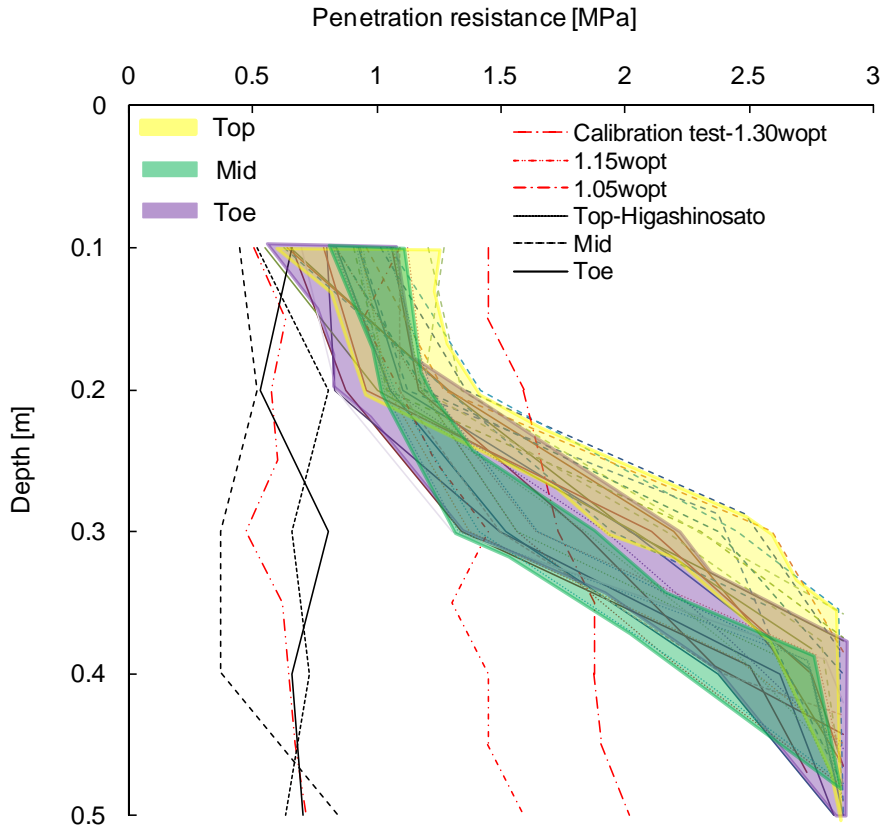 Penetration resistance [MPa]
0 0.5 1 1.5 2 2.5 3
0
Top
Mid
Toe
Calibration test-1.30wopt
1.15wopt
1.05wopt
Top-Higashinosato
Mid
Toe
0.1
0.2
Depth [m]
0.3
0.4
0.5